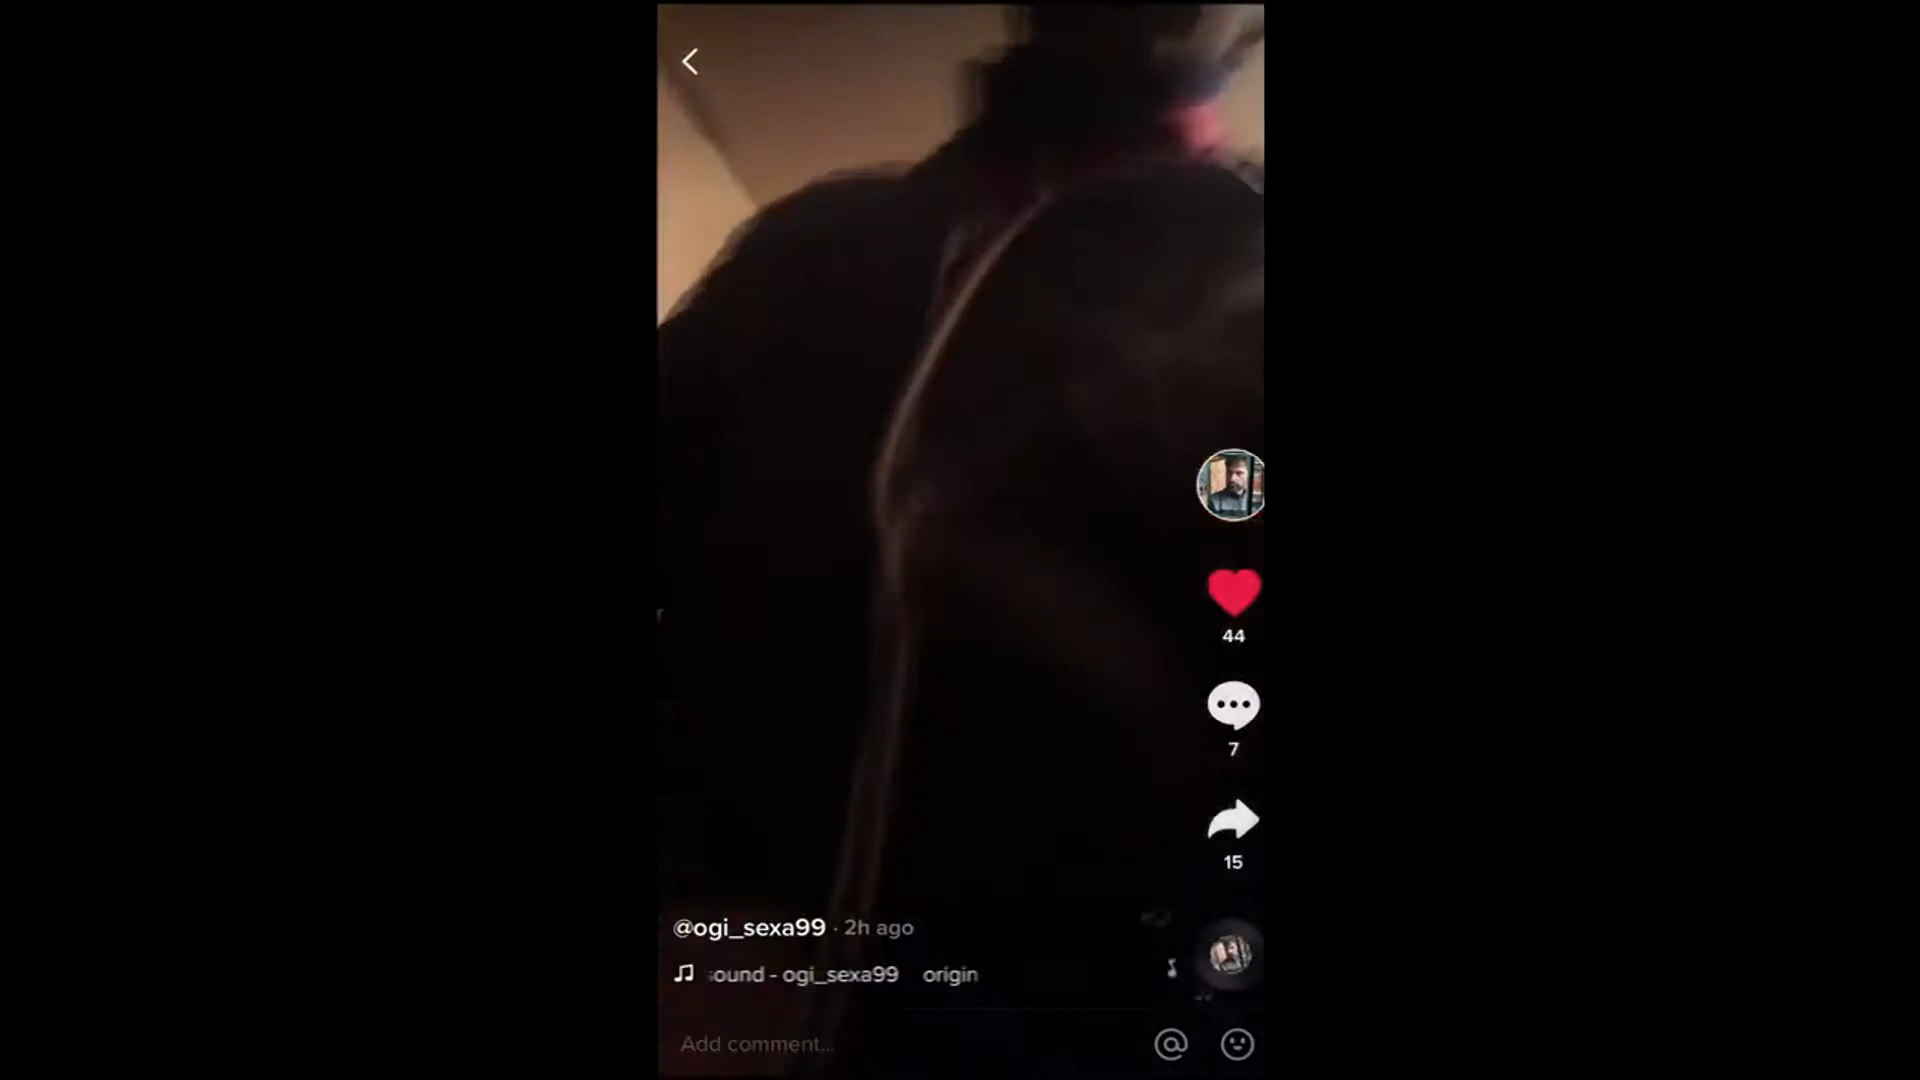 44
7
15
@ogi_sexa99 · 2h ago
ound - ogi_sexa99 origin
Add comment...